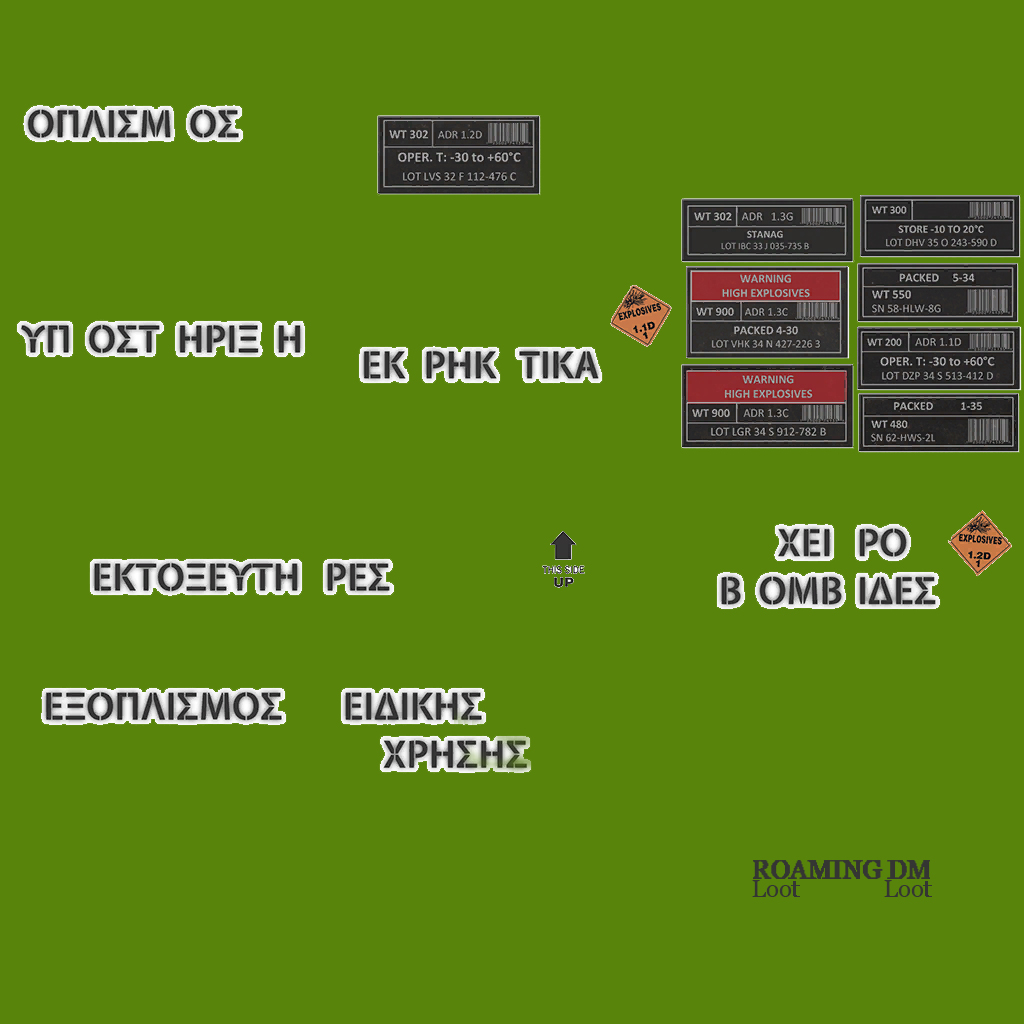 ΟΠΛΙΣΜ ΟΣ
WT 302 ADR 1.2D
OPER. T: -30 to +60°C
LOT LVS 32 F 112-476 C
WT 302 ADR 1.3G
STANAG
LOT IBC 33 J 035-735 B
WT 300
STORE -10 TO 20°C
LOT DHV 35 O 243-590 D
WARNING
HIGH EXPLOSIVES
WT 900 ADR 1.3C
PACKED 4-30
LOT VHK 34 N 427-226 3
PACKED 5-34
WT 550
SN 58-HLW-8G
EXPLOSIVES
1.1D
1
ΥΠ ΟΣΤ ΗΡΙΞ Η
ΕΚ ΡΗΚ ΤΙΚΑ
WT 200 ADR 1.1D
OPER. T: -30 to +60°C
LOT DZP 34 S 513-412 D
WARNING
HIGH EXPLOSIVES
WT 900 ADR 1.3C
LOT LGR 34 S 912-782 B
PACKED 1-35
WT 480
SN 62-HWS-2L
ΕΚΤΟΞΕΥΤΗ ΡΕΣ
THIS SIDE
UP
ΧΕΙ ΡΟ
Β ΟΜΒ ΙΔΕΣ
EXPLOSIVES
1.2D
1
ΕΞΟΠΛΙΣΜΟΣ ΕΙΔΙΚΗΣ
ΧΡΗΣΗΣ
ROAMING DM
Loot Loot